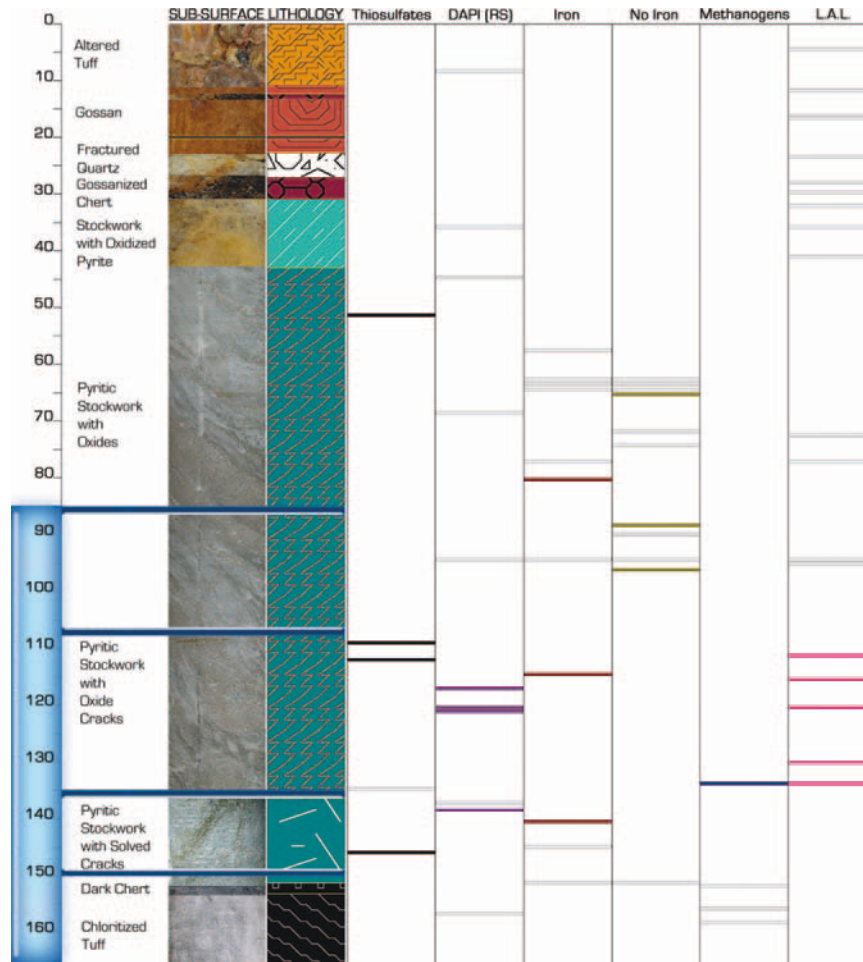 SUB-SURFACE LITHOLOGY Thiosulfates DAPI (RS) Iron No Iron Methanogens L.A.L.
0
Altered
Tuff
10
Gossan
20
Fractured
Quartz
Gossanized
Chert
30
Stockwork
with Oxidized
Pyrite
40
50
60
Pyritic
Stockwork
with
Oxides
70
80
90
100
110
Pyritic
Stockwork
with
Oxide
Cracks
120
130
140
Pyritic
Stockwork
with Solved
Cracks
150
Dark Chert
Chloritized
Tuff
160